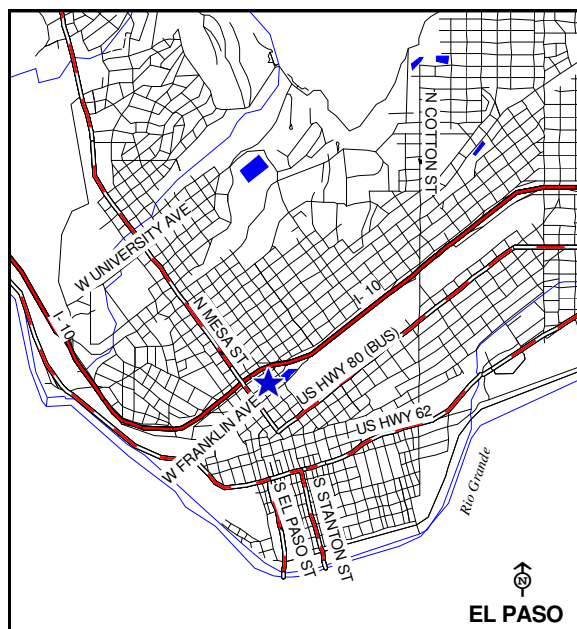 N COTTON ST
W UNIVERSITY AVE
I- 10
I- 10
N MESA ST
US HWY 80 (BUS)
W FRANKLIN AVE
US HWY 62
S EL PASO ST
S STANTON ST
Rio Grande
N
EL PASO